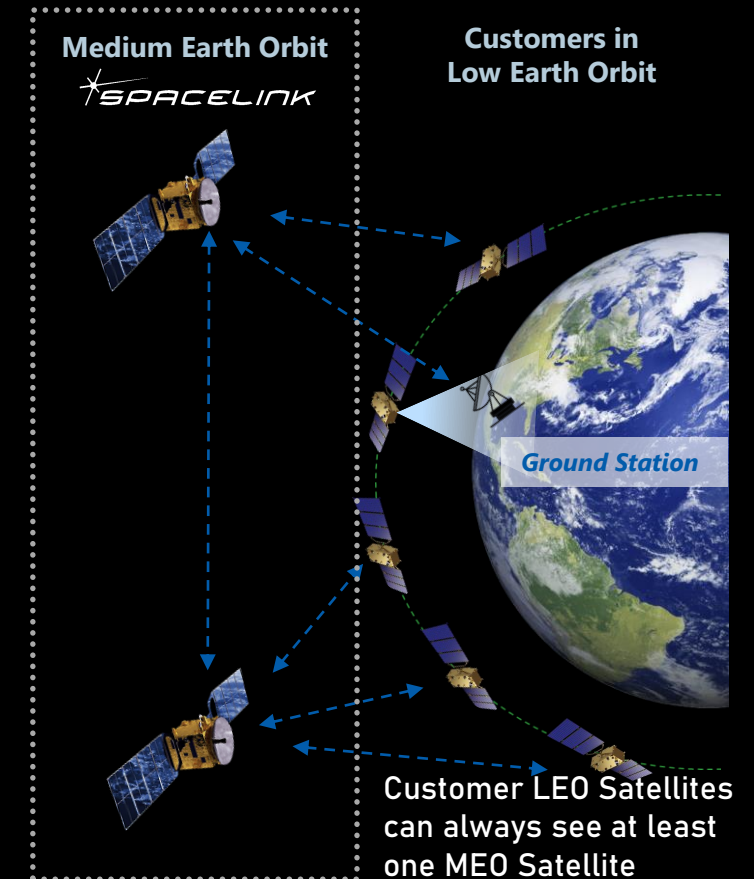 Medium Earth Orbit
SPACELINK
Customers in
Low Earth Orbit
Ground Station
Customer LEO Satellites
can always see at least
one MEO Satellite